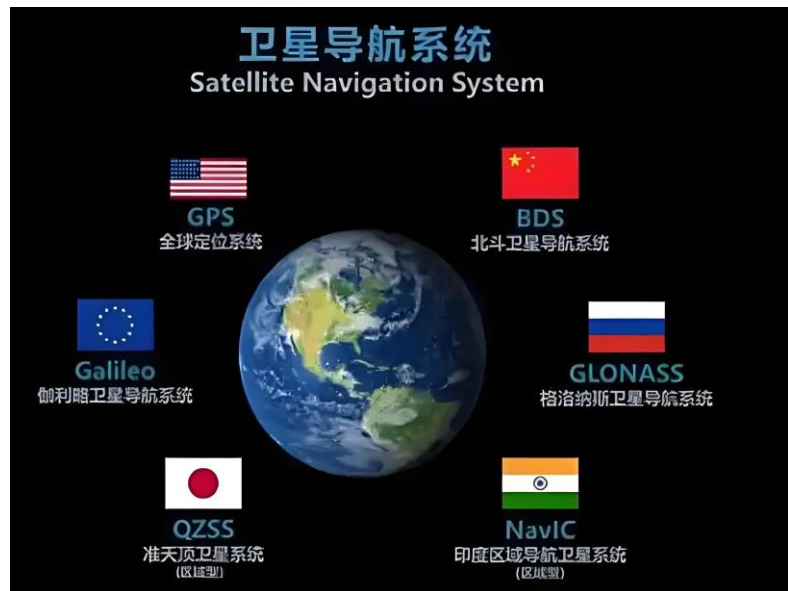 卫星导航系统
Satellite Navigation System
GPS
全球定位系统
BDS
北斗卫星导航系统
Galileo
伽利略卫星导航系统
GLONASS
格洛纳斯卫星导航系统
QZSS
准天顶卫星系统
(区域型)
NavIC
印度区域导航卫星系统
(区域型)